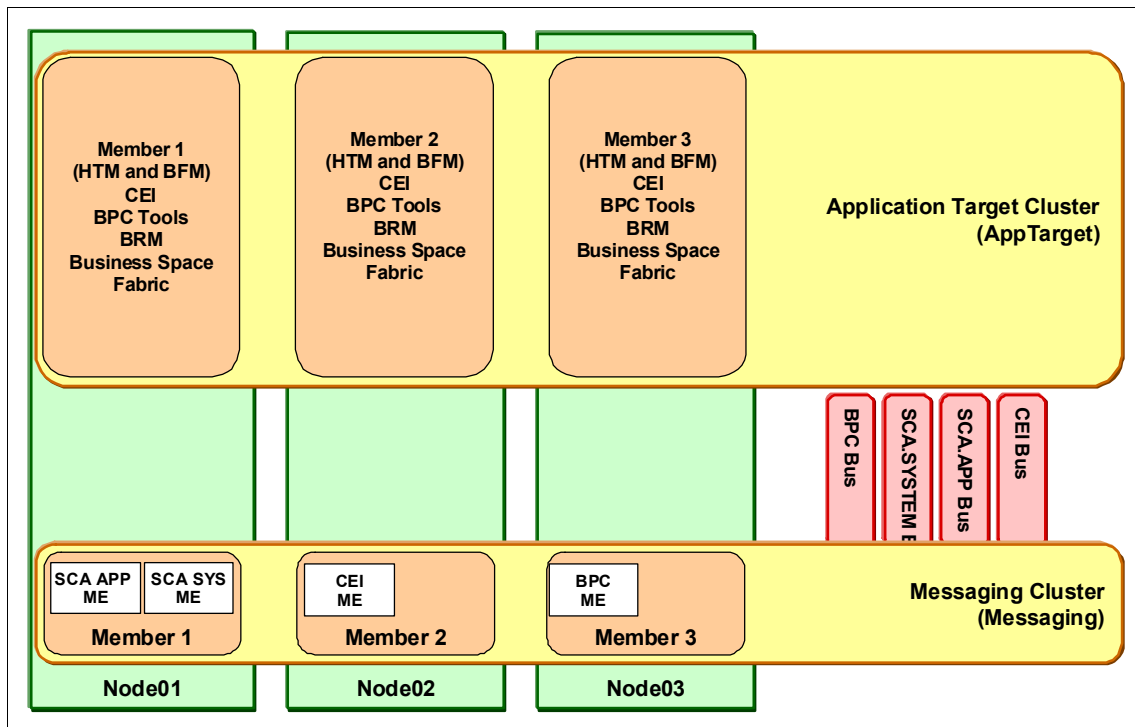 Member 1
(HTM and BFM)
CEI
BPC Tools
BRM
Business Space
Fabric
Member 2
(HTM and BFM)
CEI
BPC Tools
BRM
Business Space
Fabric
Member 3
(HTM and BFM)
CEI
BPC Tools
BRM
Business Space
Fabric
Application Target Cluster
(AppTarget)
BPC Bus
SCA.SYSTEM
SCA.APP Bus
CEI Bus
SCA APP
ME
SCA SYS
ME
Member 1
CEI
ME
Member 2
BPC
ME
Member 3
Messaging Cluster
(Messaging)
Node01
Node02
Node03